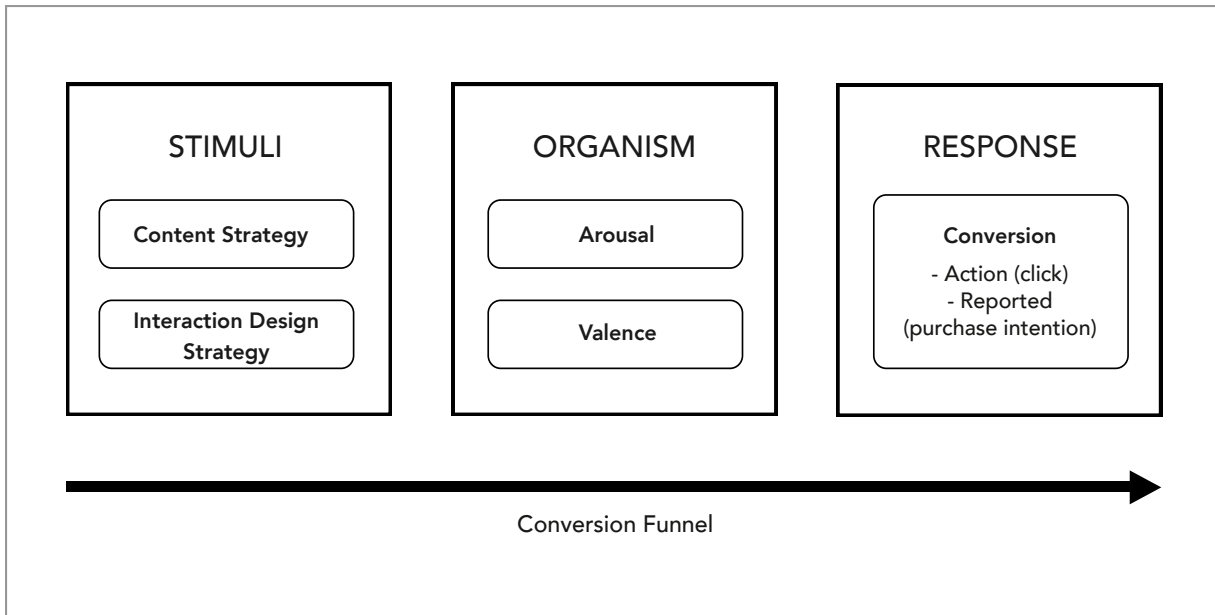 STIMULI
Content Strategy
Interaction Design
Strategy
ORGANISM
Arousal
Valence
RESPONSE
Conversion
- Action (click)
- Reported
(purchase intention)
Conversion Funnel